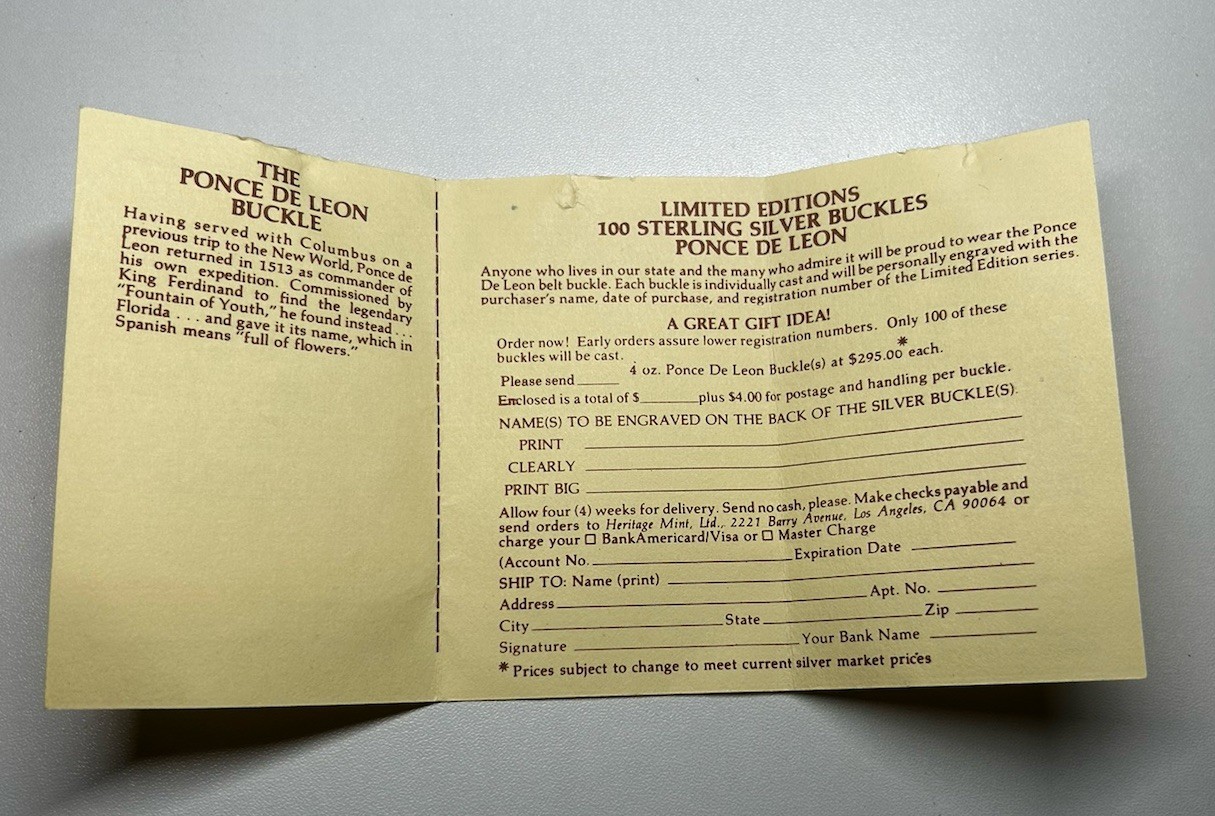 THE
PONCE DE LEON
BUCKLE
Having served with Columbus on a
previous trip to the New World, Ponce de
Leon returned in 1513 as commander of
his own expedition. Commissioned by
King Ferdinand to find the legendary
"Fountain of Youth," he found instead . . .
Florida . . . and gave it its name, which in
Spanish means "full of flowers."
LIMITED EDITIONS
100 STERLING SILVER BUCKLES
PONCE DE LEON
Anyone who lives in our state and the many who admire it will be proud to wear the Ponce
De Leon belt buckle. Each buckle is individually cast and will be personally engraved with the
purchaser's name, date of purchase, and registration number of the Limited Edition series.
A GREAT GIFT IDEA!
Order now! Early orders assure lower registration numbers. Only 100 of these
buckles will be cast.
Please send ______ 4 oz. Ponce De Leon Buckle(s) at $295.00* each.
Enclosed is a total of $________plus $4.00 for postage and handling per buckle.
NAME(S) TO BE ENGRAVED ON THE BACK OF THE SILVER BUCKLE(S).
PRINT
CLEARLY
PRINT BIG
Allow four (4) weeks for delivery. Send no cash, please. Make checks payable and
send orders to Heritage Mint, Ltd., 2221 Barry Avenue, Los Angeles, CA 90064 or
charge your ☐ BankAmericard/Visa or ☐ Master Charge
(Account No. Expiration Date
SHIP TO: Name (print)
Address Apt. No.
City State Zip
Signature Your Bank Name
* Prices subject to change to meet current silver market prices